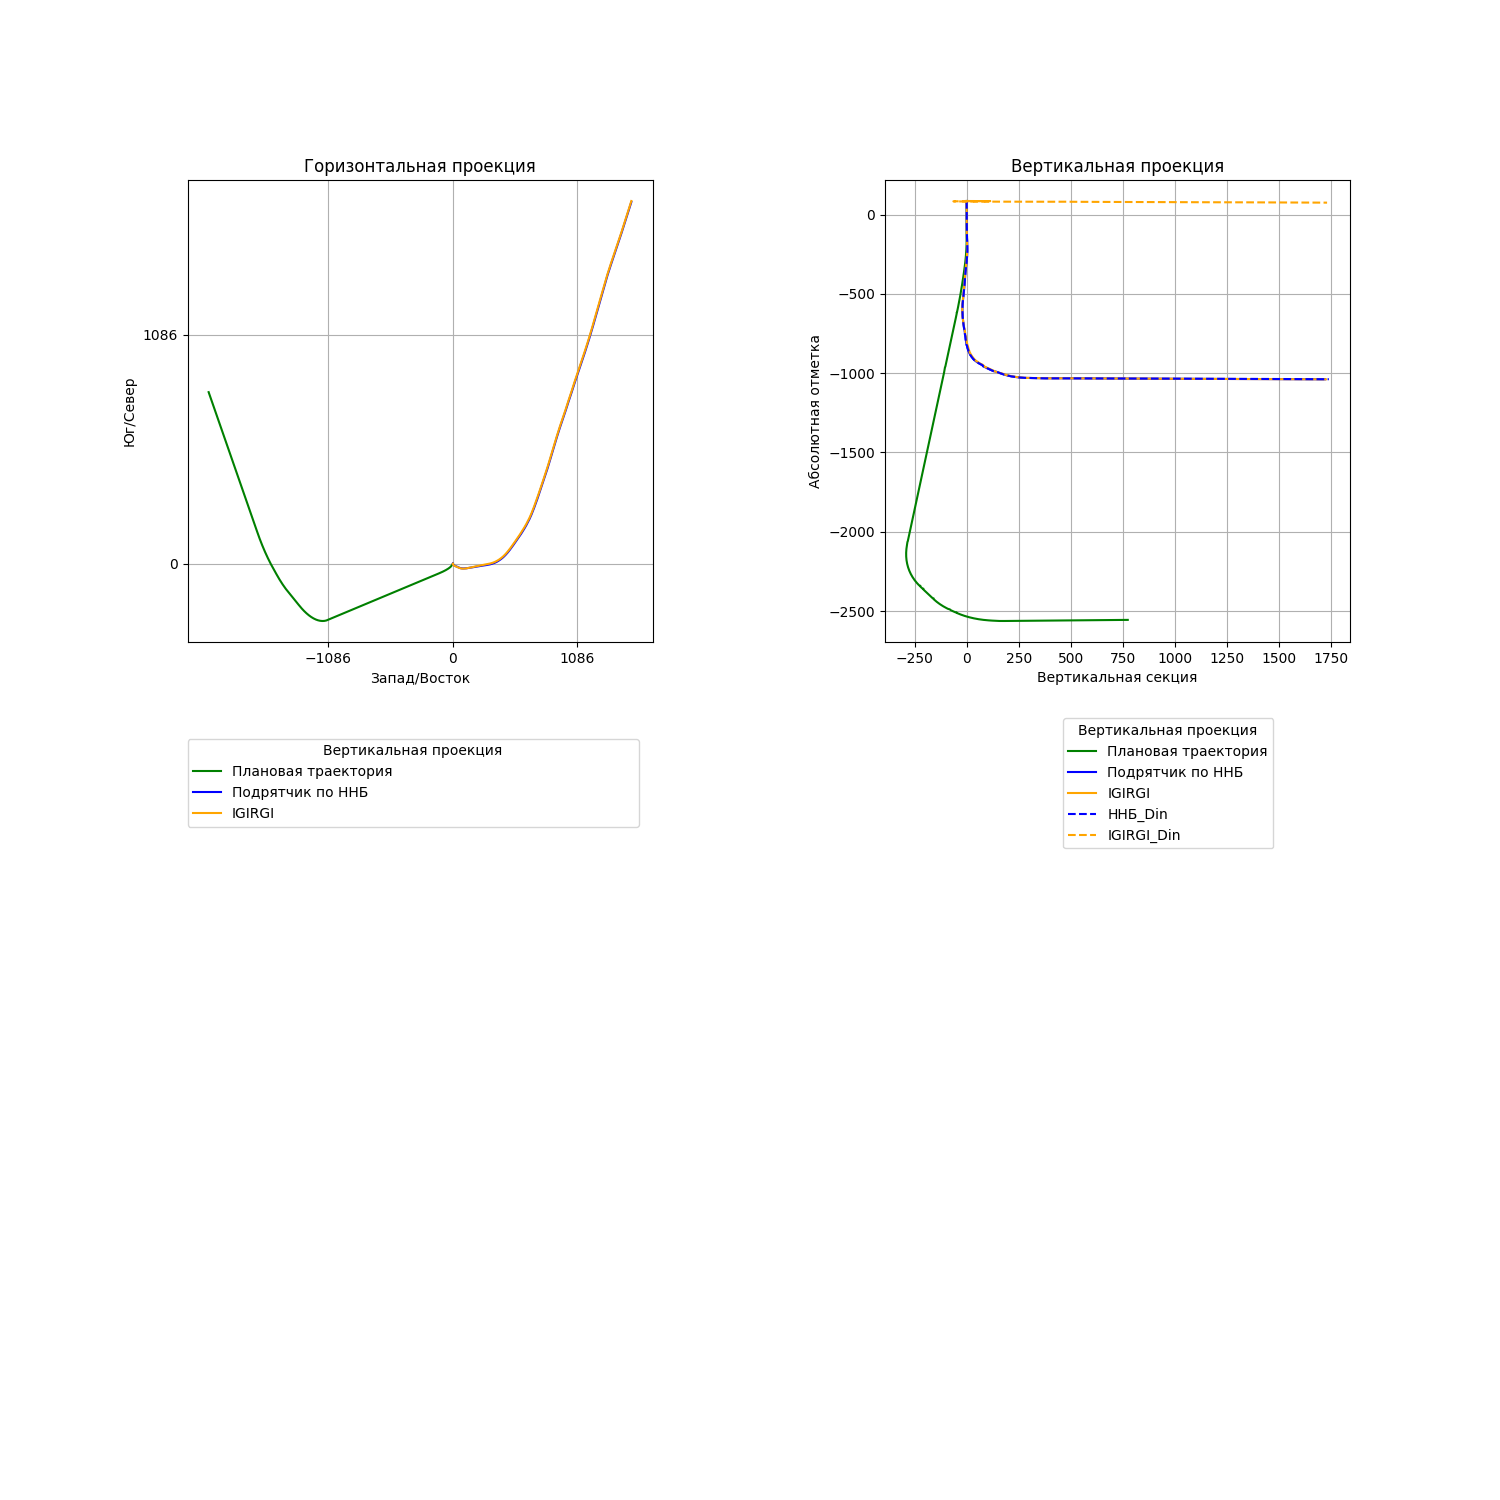 Горизонтальная проекция
1086
0
Юг/Север
−1086
0
1086
Запад/Восток
Вертикальная проекция
Плановая траектория
Подрятчик по ННБ
IGIRGI
Вертикальная проекция
0
−500
−1000
−1500
−2000
−2500
Абсолютная отметка
−250
0
250
500
750
1000
1250
1500
1750
Вертикальная секция
Вертикальная проекция
Плановая траектория
Подрятчик по ННБ
IGIRGI
ННБ_Din
IGIRGI_Din